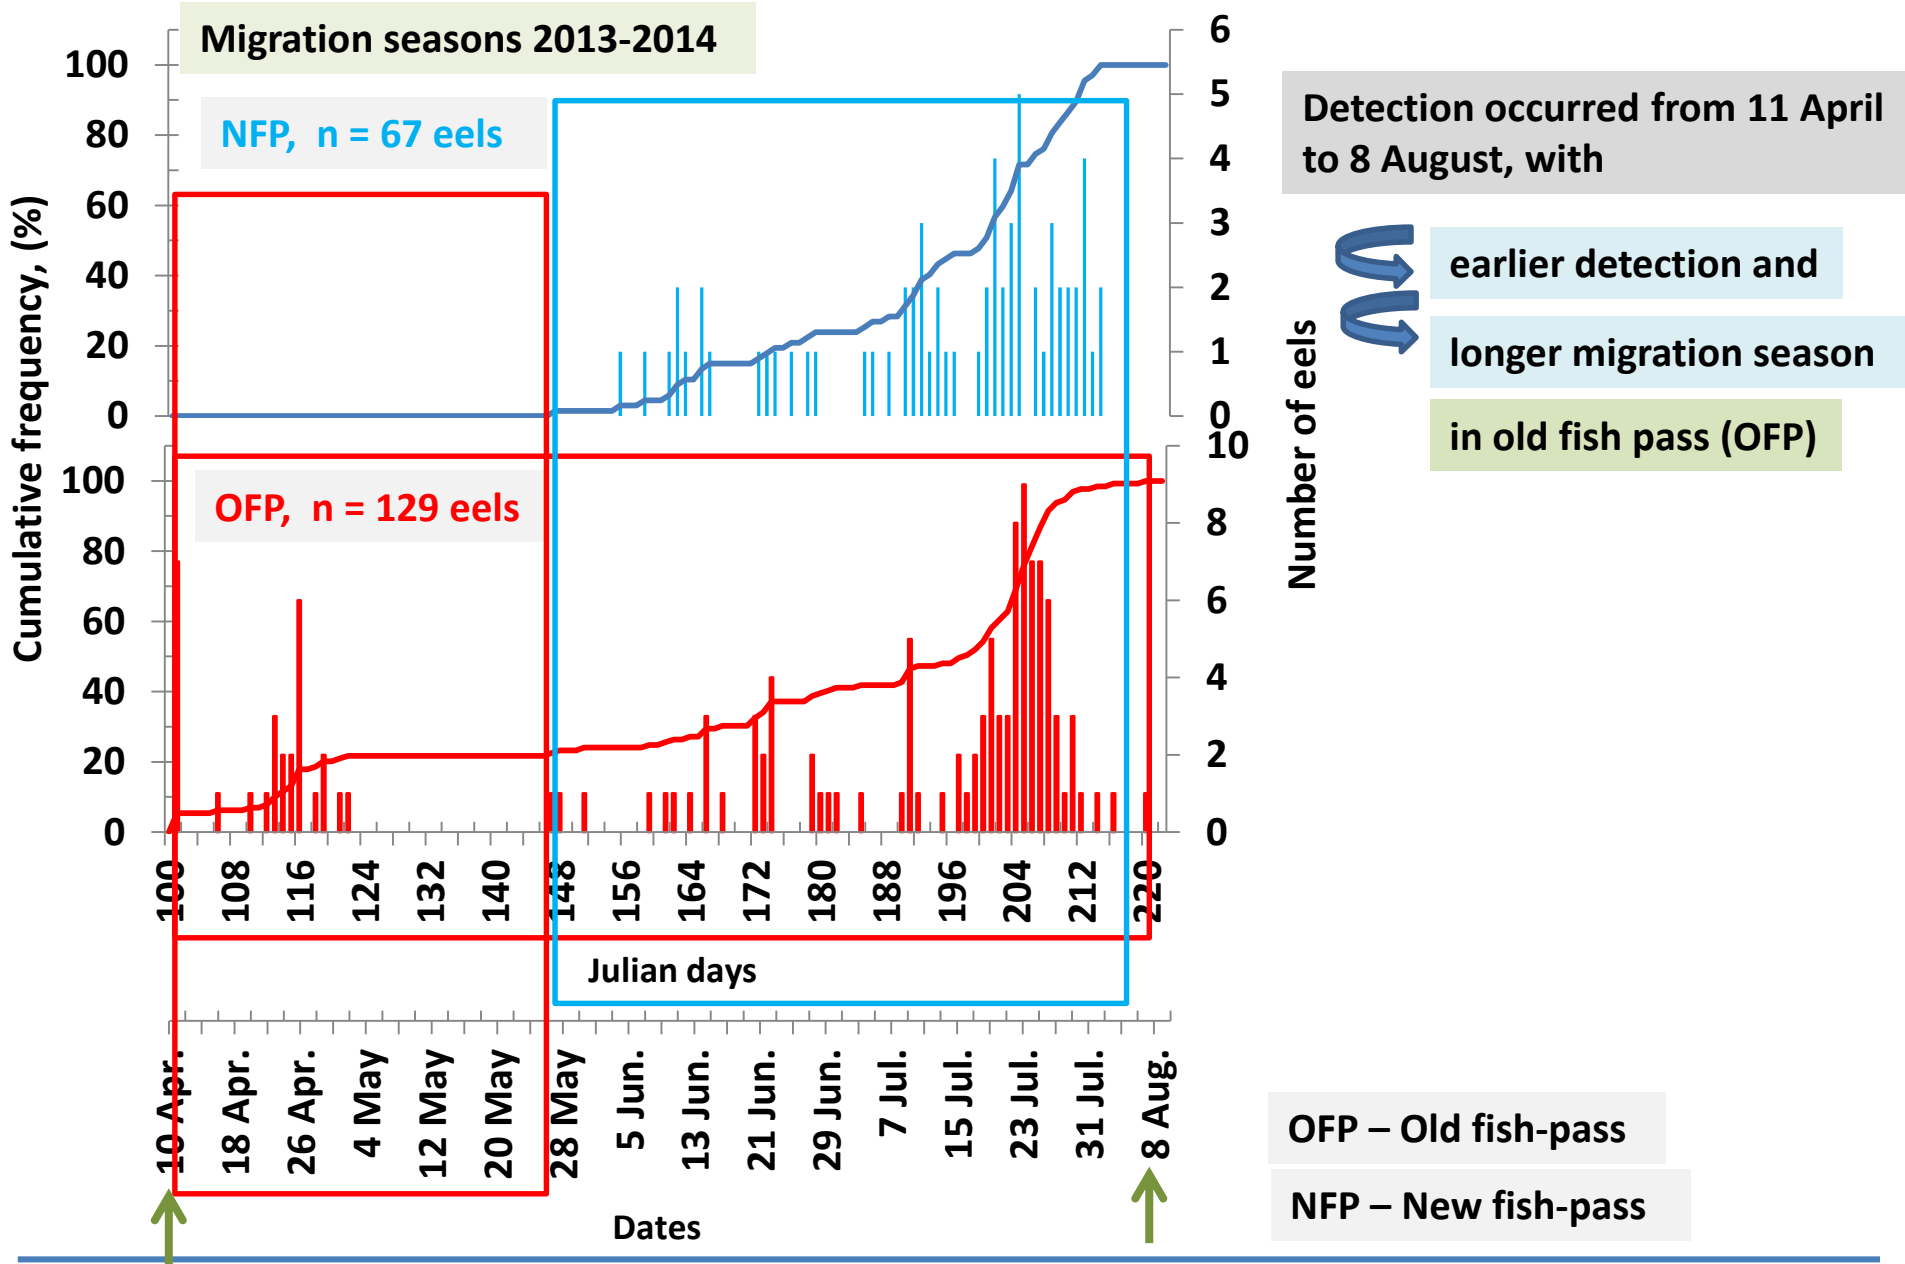 Migration seasons 2013-2014
Cumulative frequency, (%)
100
80
60
40
20
0
NFP, n = 67 eels
6
5
4
3
2
1
0
100
80
60
40
20
0
OFP, n = 129 eels
10
8
6
4
2
0
Number of eels
100 108 116 124 132 140 148 156 164 172 180 188 196 204 212 220
Julian days
10 Apr. 18 Apr. 26 Apr. 4 May 12 May 20 May 28 May 5 Jun. 13 Jun. 21 Jun. 29 Jun. 7 Jul. 15 Jul. 23 Jul. 31 Jul. 8 Aug.
Dates
Detection occurred from 11 April
to 8 August, with
earlier detection and
longer migration season
in old fish pass (OFP)
OFP – Old fish-pass
NFP – New fish-pass